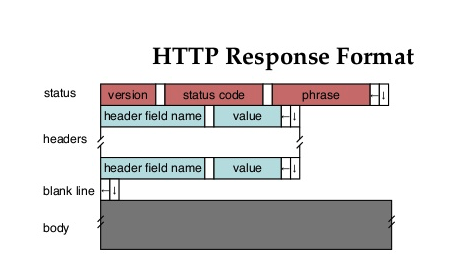 HTTP Response Format
status version status code phrase ←↓
header field name value ←↓
headers
header field name value ←↓
blank line ←↓
body